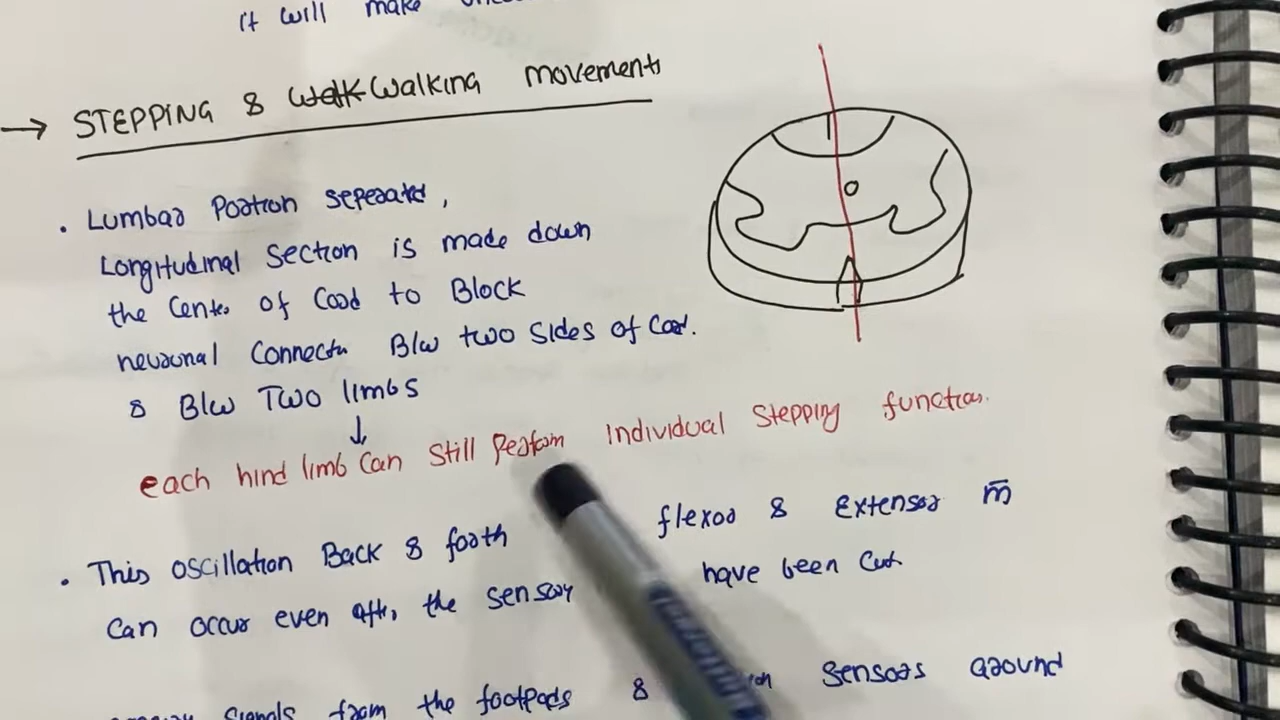 it will make
→ STEPPING & Walking movements
. Lumbar Portion seperated,
Longitudinal Section is made down
the Center of Cord to Block
neuronal Connectn Blw two sides of Cord.
& Blw Two limbs
↓
each hind limb Can Still Perform individual stepping function.
. This oscillation Back & forth flexor & Extensor m̄
Can occur even after the sensory have been Cut
signals from the footpads & sensors around